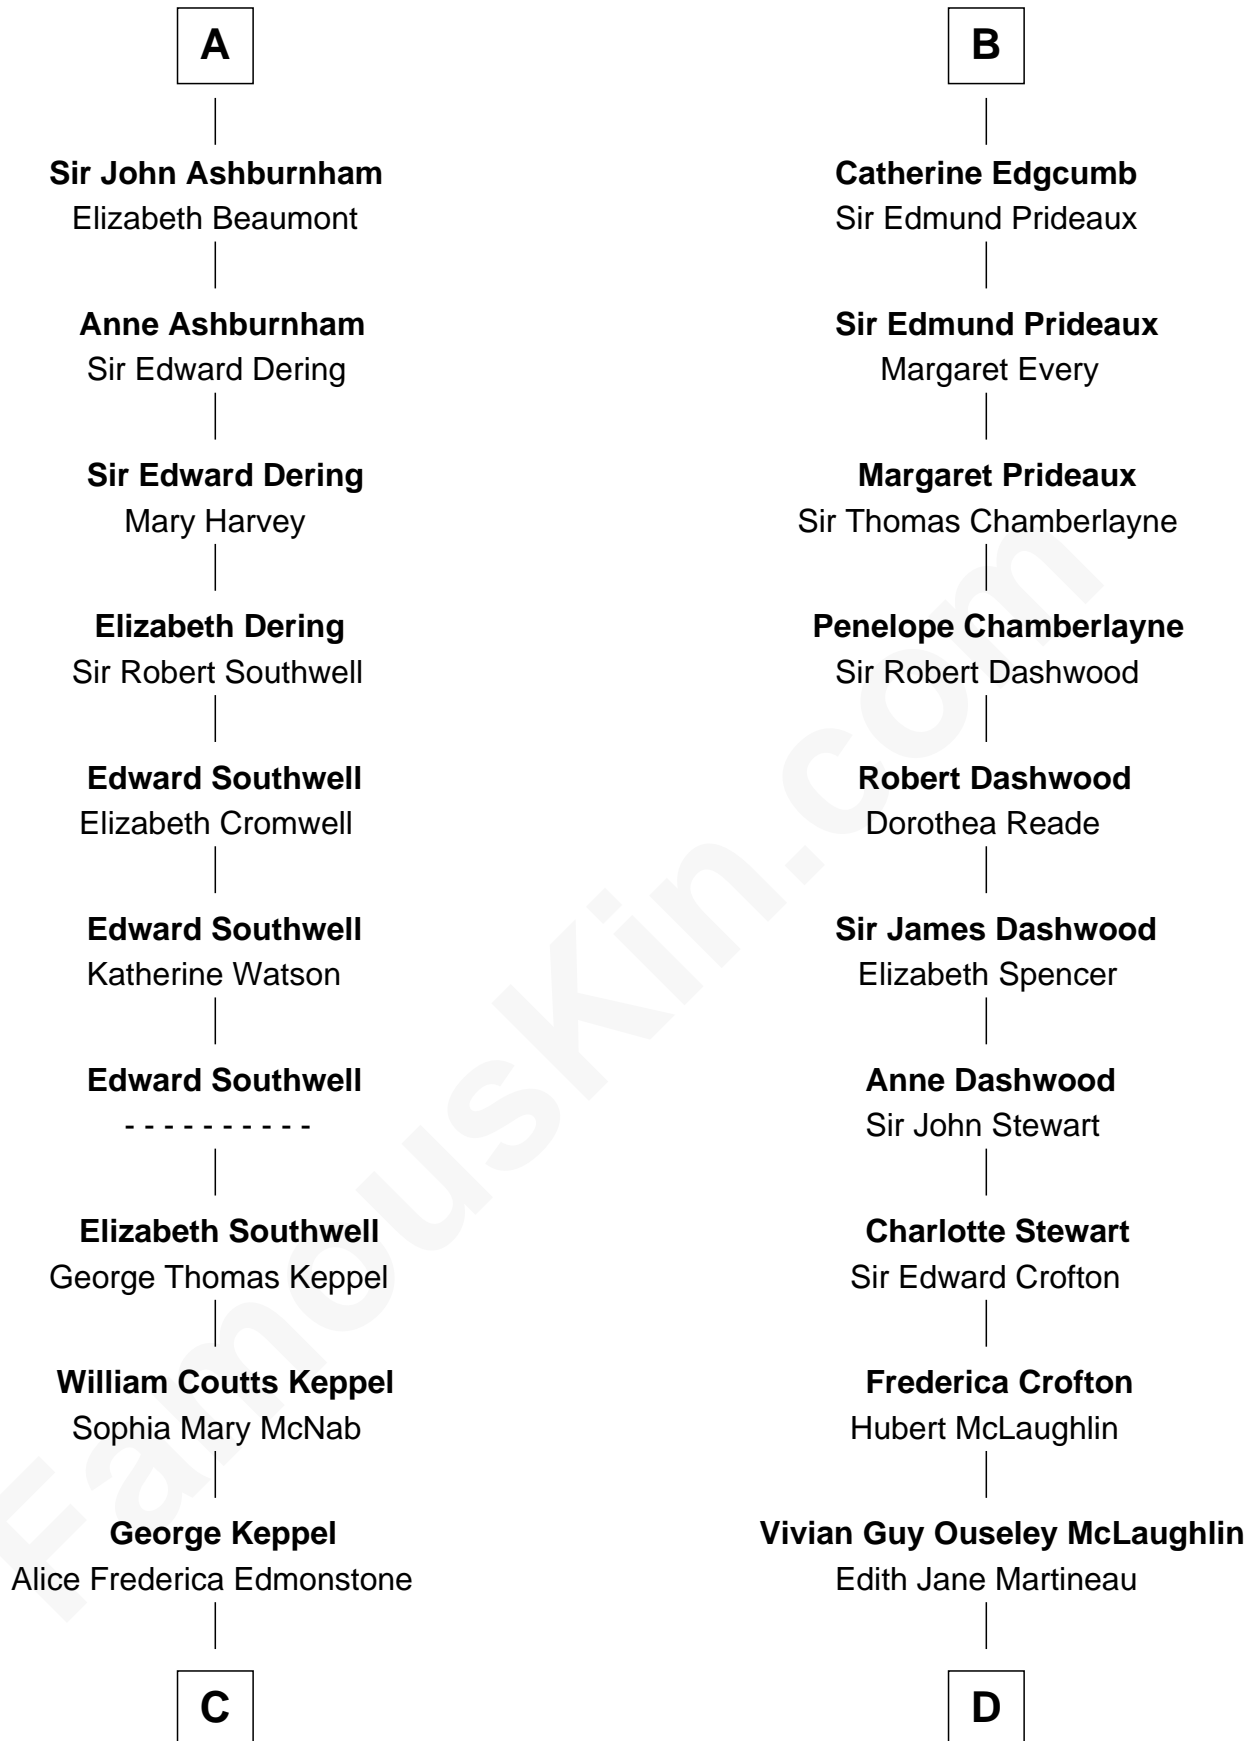 A
Sir John Ashburnham
Elizabeth Beaumont
Anne Ashburnham
Sir Edward Dering
Sir Edward Dering
Mary Harvey
Elizabeth Dering
Sir Robert Southwell
Edward Southwell
Elizabeth Cromwell
Edward Southwell
Katherine Watson
Edward Southwell
- - - - - - - - - -
Elizabeth Southwell
George Thomas Keppel
William Coutts Keppel
Sophia Mary McNab
George Keppel
Alice Frederica Edmonstone
C
B
Catherine Edgcumb
Sir Edmund Prideaux
Sir Edmund Prideaux
Margaret Every
Margaret Prideaux
Sir Thomas Chamberlayne
Penelope Chamberlayne
Sir Robert Dashwood
Robert Dashwood
Dorothea Reade
Sir James Dashwood
Elizabeth Spencer
Anne Dashwood
Sir John Stewart
Charlotte Stewart
Sir Edward Crofton
Frederica Crofton
Hubert McLaughlin
Vivian Guy Ouseley McLaughlin
Edith Jane Martineau
D
FamousKin.com